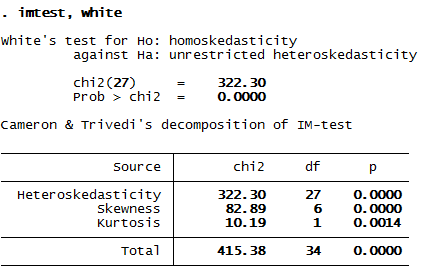 . imtest, white
White's test for Ho: homoskedasticity
against Ha: unrestricted heteroskedasticity
chi2(27) = 322.30
Prob > chi2 = 0.0000
Cameron & Trivedi's decomposition of IM-test
Source chi2 df p
Heteroskedasticity 322.30 27 0.0000
Skewness 82.89 6 0.0000
Kurtosis 10.19 1 0.0014
Total 415.38 34 0.0000